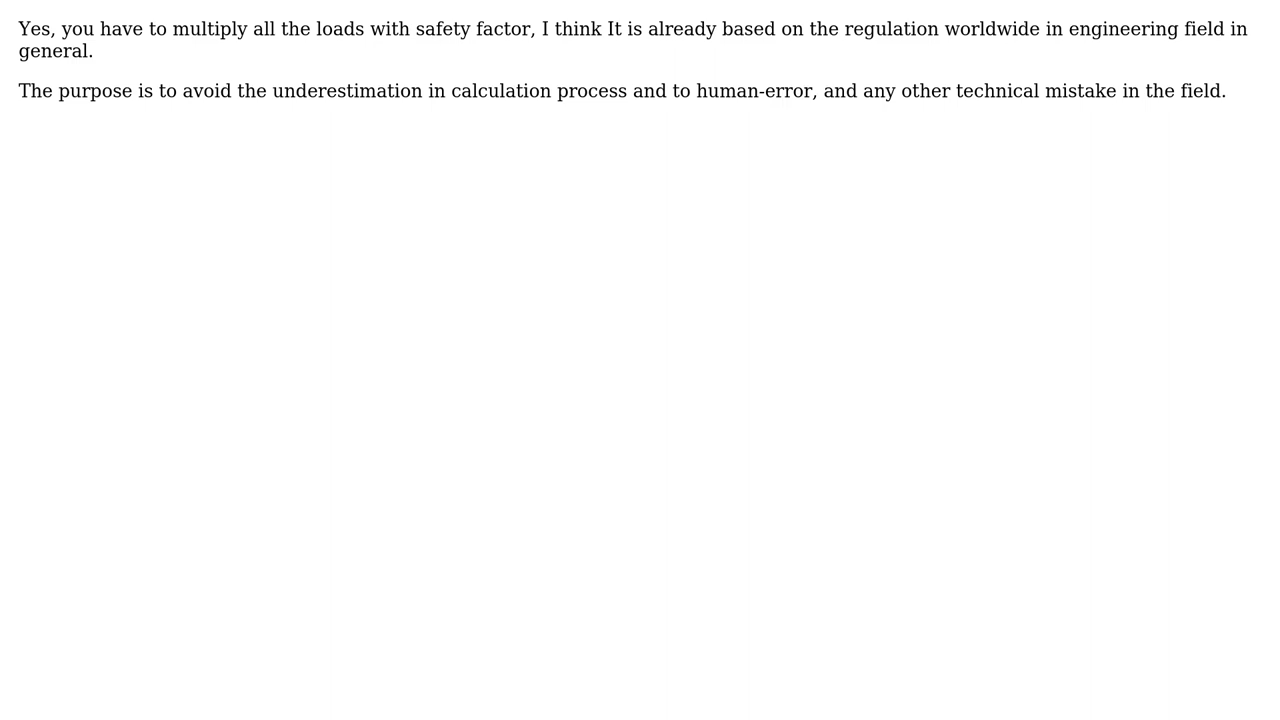 Yes, you have to multiply all the loads with safety factor, I think It is already based on the regulation worldwide in engineering field in
general.
The purpose is to avoid the underestimation in calculation process and to human-error, and any other technical mistake in the field.